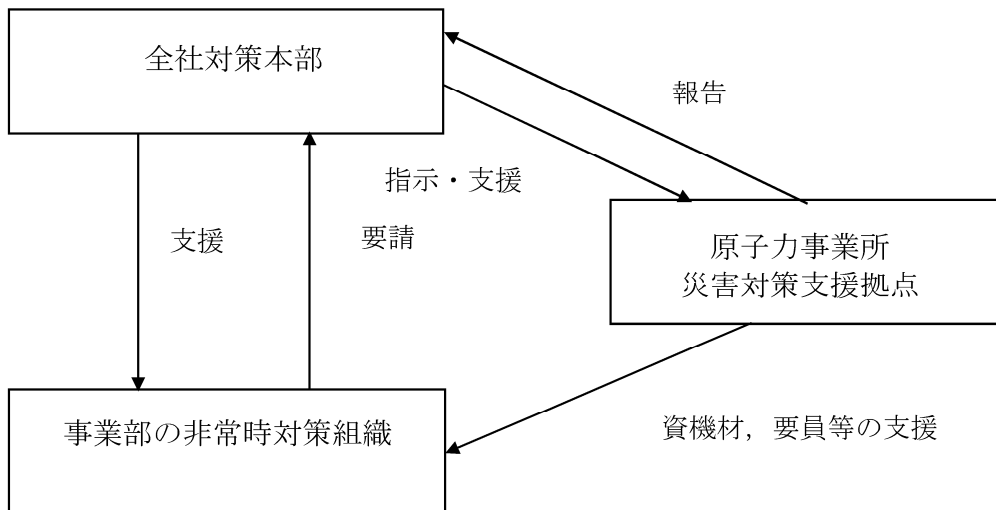 全社対策本部
報告
指示・支援
支援
要請
原子力事業所
災害対策支援拠点
事業部の非常時対策組織
資機材，要員等の支援